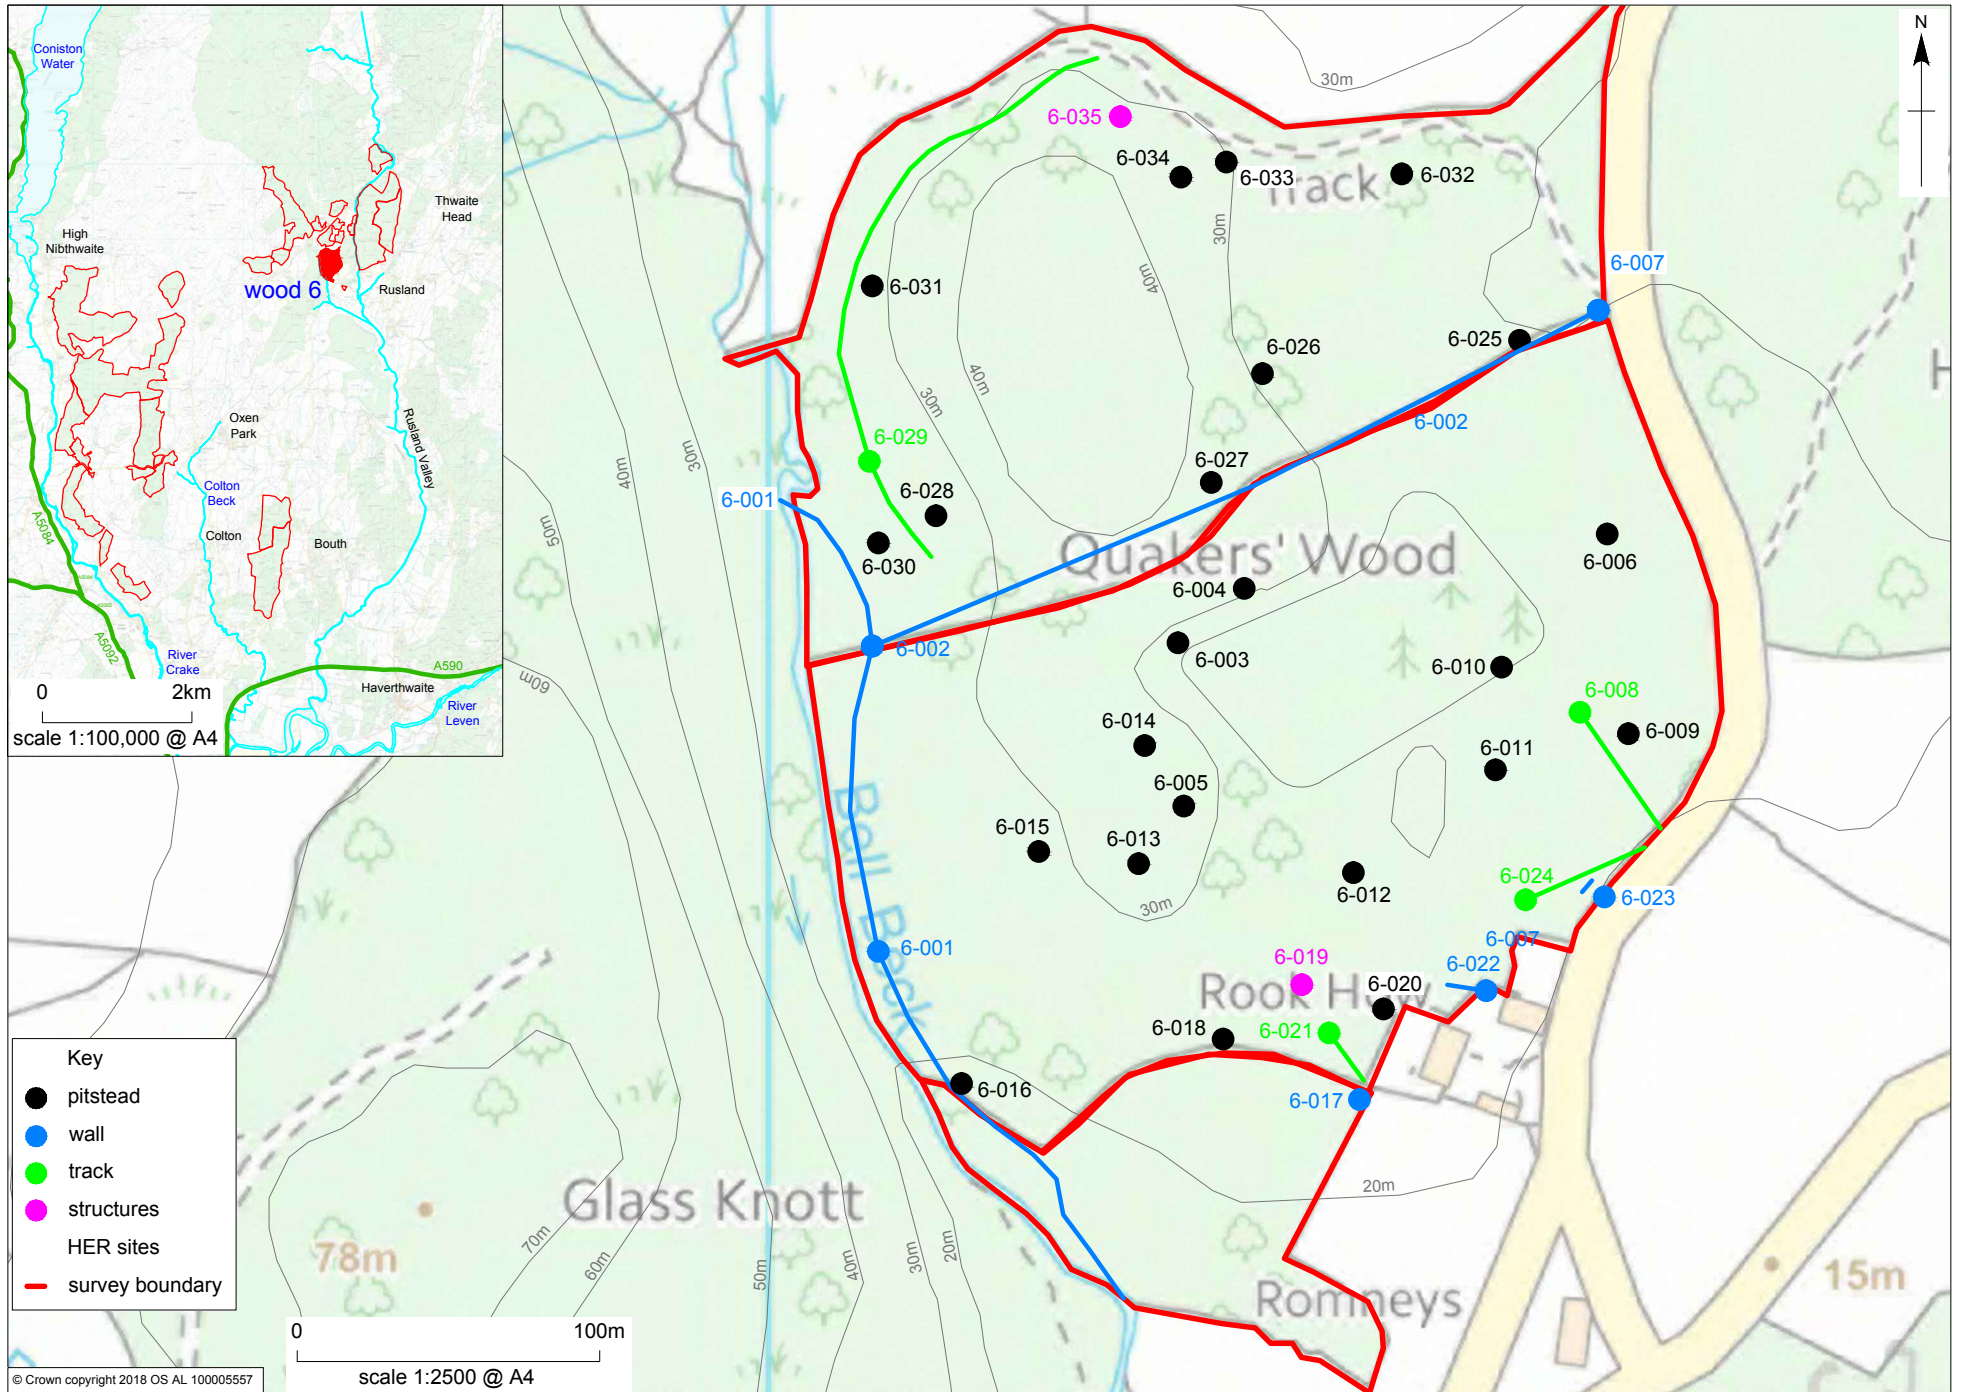 Coniston
Water
High
Nibthwaite
Thwaite
Head
wood 6
Rusland
Oxen
Park
Rusland Valley
Colton
Beck
Colton
Bouth
A5084
A5092
River
Crake
A590
Haverthwaite
River
Leven
0 2km
scale 1:100,000 @ A4
N
30m
6-035
6-034
6-033
6-032
Track
30m
40m
6-007
6-031
6-025
6-026
40m
30m
6-002
6-029
6-027
6-028
6-001
6-030
40m
30m
50m
60m
Quakers' Wood
6-006
6-004
6-002
6-003
6-010
6-008
6-009
6-014
6-011
6-005
6-015
6-013
6-012
30m
6-024
6-023
Ball Beck
6-001
6-007
6-022
6-019
Rook How
6-020
6-018
6-021
6-016
6-017
20m
Glass Knott
78m
70m
60m
50m
40m
30m
20m
Romneys
15m
H
Key
pitstead
wall
track
structures
HER sites
survey boundary
0 100m
scale 1:2500 @ A4
© Crown copyright 2018 OS AL 100005557